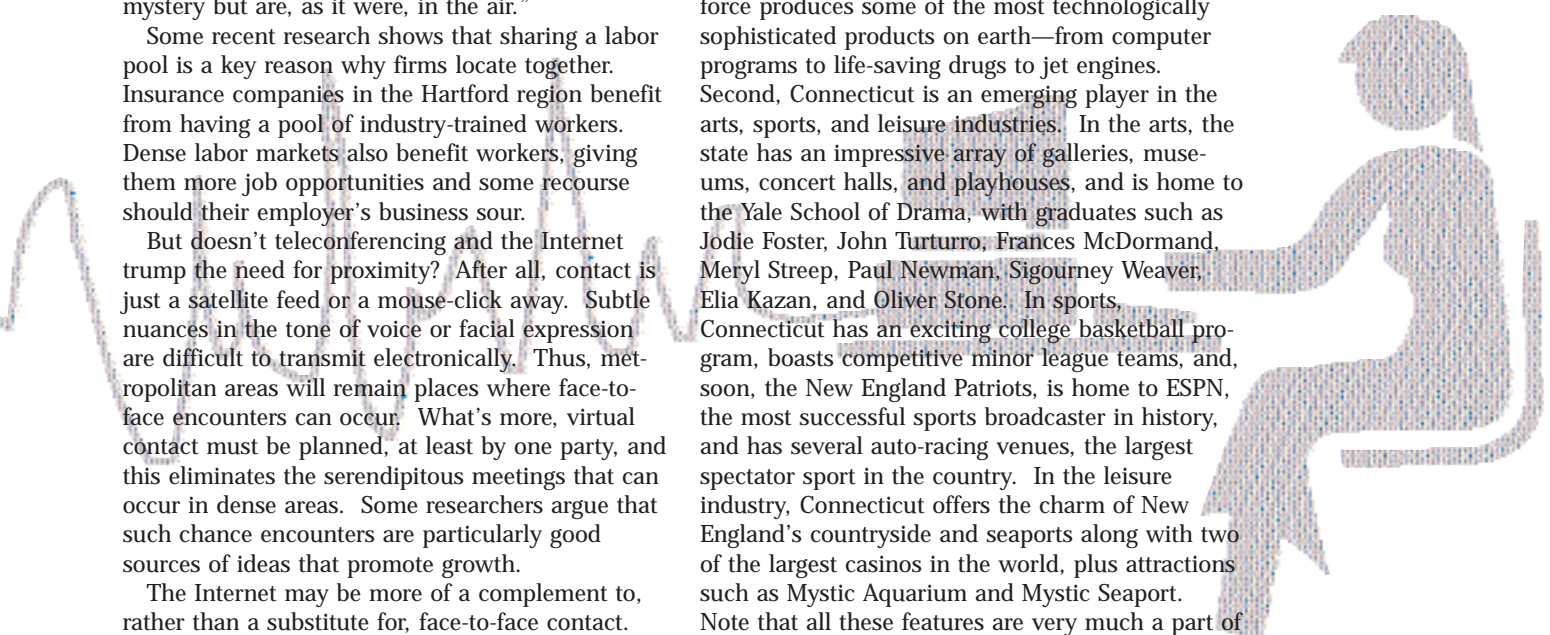 mystery but are, as it were, in the air.”
Some recent research shows that sharing a labor
pool is a key reason why firms locate together.
Insurance companies in the Hartford region benefit
from having a pool of industry-trained workers.
Dense labor markets also benefit workers, giving
them more job opportunities and some recourse
should their employer’s business sour.
But doesn’t teleconferencing and the Internet
trump the need for proximity? After all, contact is
just a satellite feed or a mouse-click away. Subtle
nuances in the tone of voice or facial expression
are difficult to transmit electronically. Thus, met-
ropolitan areas will remain places where face-to-
face encounters can occur. What’s more, virtual
contact must be planned, at least by one party, and
this eliminates the serendipitous meetings that can
occur in dense areas. Some researchers argue that
such chance encounters are particularly good
sources of ideas that promote growth.
The Internet may be more of a complement to,
rather than a substitute for, face-to-face contact.
force produces some of the most technologically
sophisticated products on earth—from computer
programs to life-saving drugs to jet engines.
Second, Connecticut is an emerging player in the
arts, sports, and leisure industries. In the arts, the
state has an impressive array of galleries, muse-
ums, concert halls, and playhouses, and is home to
the Yale School of Drama, with graduates such as
Jodie Foster, John Turturro, Frances McDormand,
Meryl Streep, Paul Newman, Sigourney Weaver,
Elia Kazan, and Oliver Stone. In sports,
Connecticut has an exciting college basketball pro-
gram, boasts competitive minor league teams, and,
soon, the New England Patriots, is home to ESPN,
the most successful sports broadcaster in history,
and has several auto-racing venues, the largest
spectator sport in the country. In the leisure
industry, Connecticut offers the charm of New
England’s countryside and seaports along with two
of the largest casinos in the world, plus attractions
such as Mystic Aquarium and Mystic Seaport.
Note that all these features are very much a part of